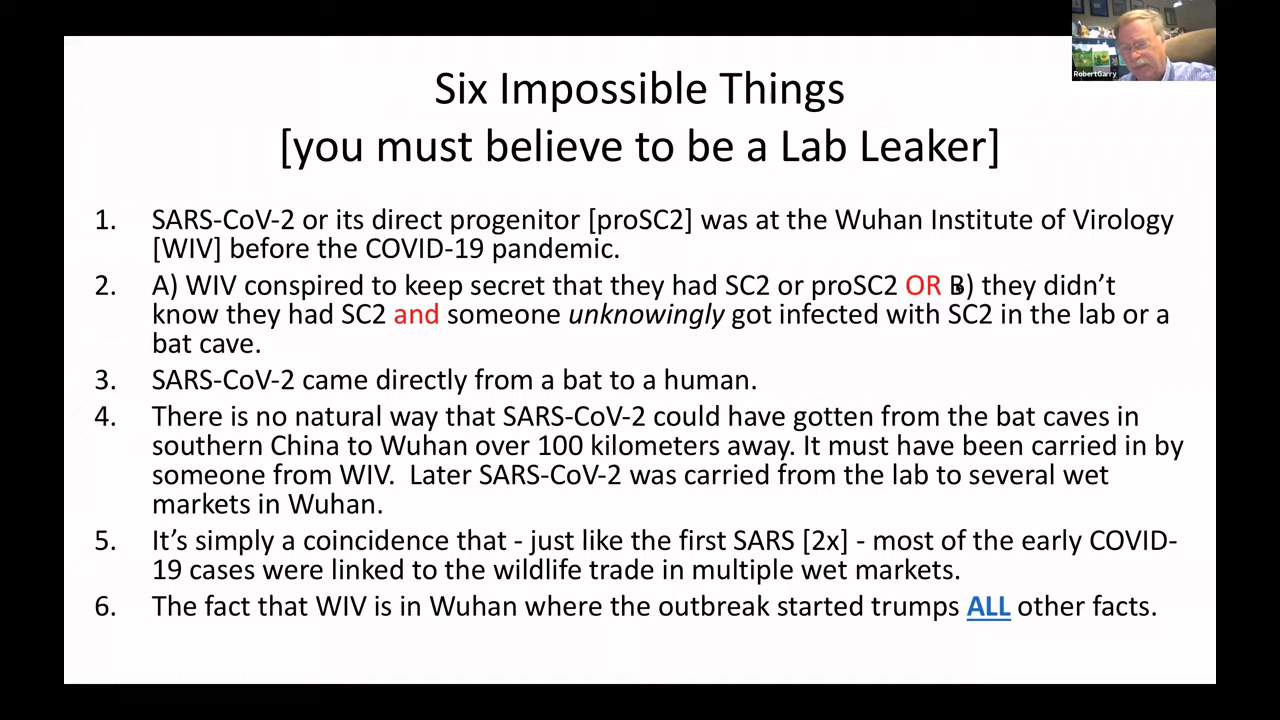 RobertGarry
Six Impossible Things
[you must believe to be a Lab Leaker]
1. SARS-CoV-2 or its direct progenitor [proSC2] was at the Wuhan Institute of Virology
[WIV] before the COVID-19 pandemic.
2. A) WIV conspired to keep secret that they had SC2 or proSC2 OR B) they didn't
know they had SC2 and someone unknowingly got infected with SC2 in the lab or a
bat cave.
3. SARS-CoV-2 came directly from a bat to a human.
4. There is no natural way that SARS-CoV-2 could have gotten from the bat caves in
southern China to Wuhan over 100 kilometers away. It must have been carried in by
someone from WIV.  Later SARS-CoV-2 was carried from the lab to several wet
markets in Wuhan.
5. It's simply a coincidence that - just like the first SARS [2x] - most of the early COVID-
19 cases were linked to the wildlife trade in multiple wet markets.
6. The fact that WIV is in Wuhan where the outbreak started trumps ALL other facts.